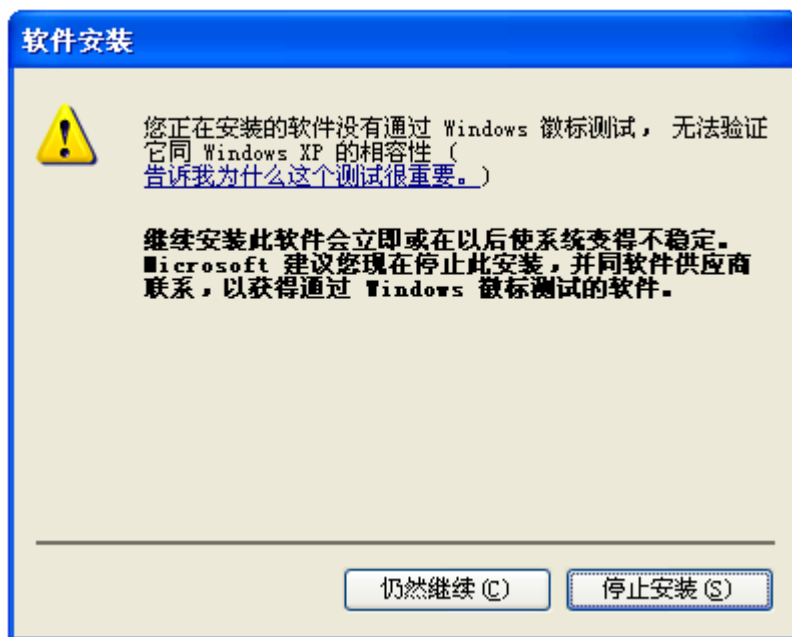 软件安装
您正在安装的软件没有通过 Windows 徽标测试， 无法验证
它同 Windows XP 的相容性（
告诉我为什么这个测试很重要。）
继续安装此软件会立即或在以后使系统变得不稳定。
Microsoft 建议您现在停止此安装，并同软件供应商
联系，以获得通过 Windows 徽标测试的软件。
仍然继续(C)
停止安装(S)